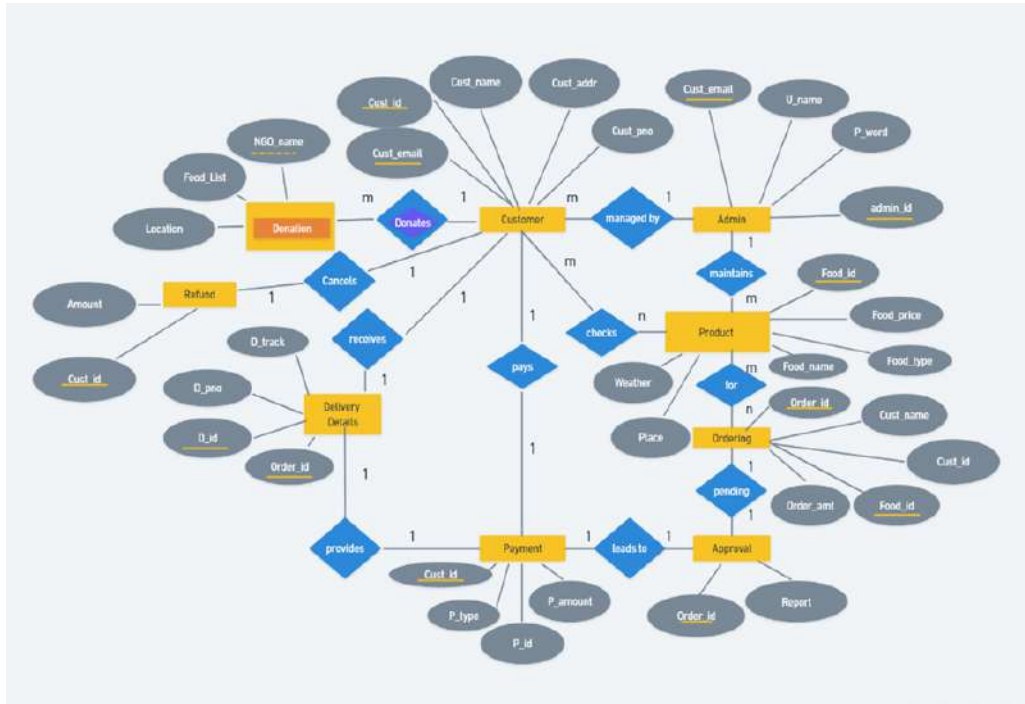 Cust_name
Cust_addr
Cust_email
U_name
Cust_id
P_word
Cust_pno
NGO_name
Cust_email
Food_List
m
1
m
1
admin_id
Location
Donation
Donates
Customer
managed by
Admin
1
m
maintains
Food_id
Cancels
1
1
Amount
Refund
1
m
Food_price
receives
checks
n
Product
D_track
1
Food_type
Food_name
m
D_pno
1
pays
Weather
for
Order_id
Delivery
Details
n
Cust_name
D_id
Place
Ordering
Order_id
1
Cust_id
1
pending
Order_amt
Food_id
1
1
provides
1
Payment
1
leads to
1
Approval
Cust_id
P_amount
Report
P_type
Order_id
P_id